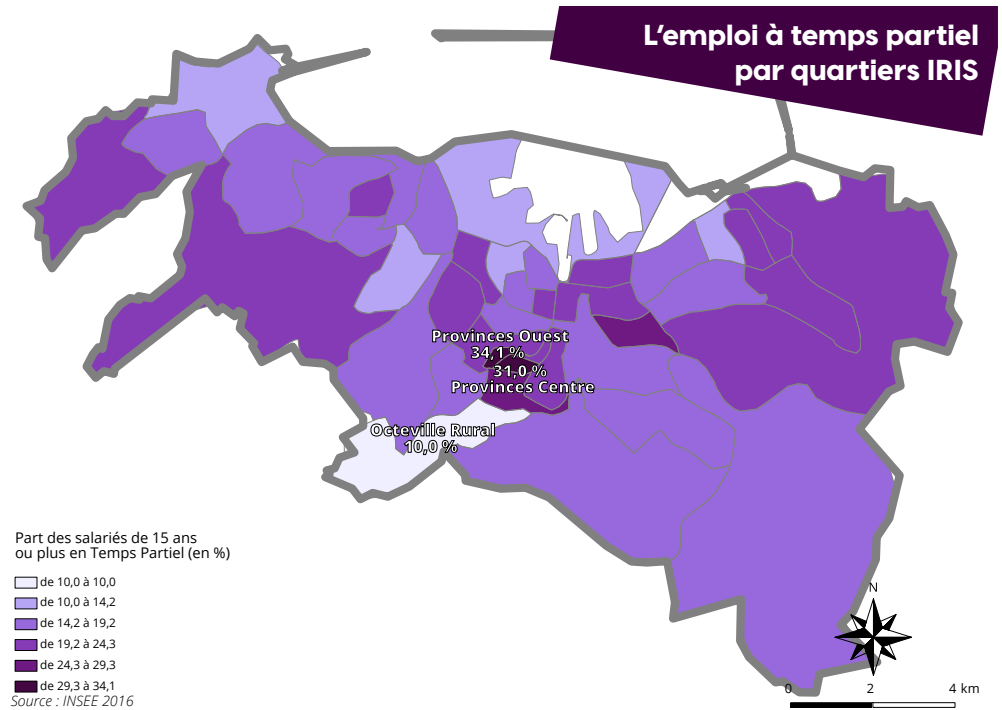 L'emploi à temps partiel
par quartiers IRIS
Provinces Ouest
34,1 %
31,0 %
Provinces Centre
Octeville Rural
10,0 %
Part des salariés de 15 ans
ou plus en Temps Partiel (en %)
de 10,0 à 10,0
de 10,0 à 14,2
de 14,2 à 19,2
de 19,2 à 24,3
de 24,3 à 29,3
de 29,3 à 34,1
Source : INSEE 2016
N
0 2 4 km